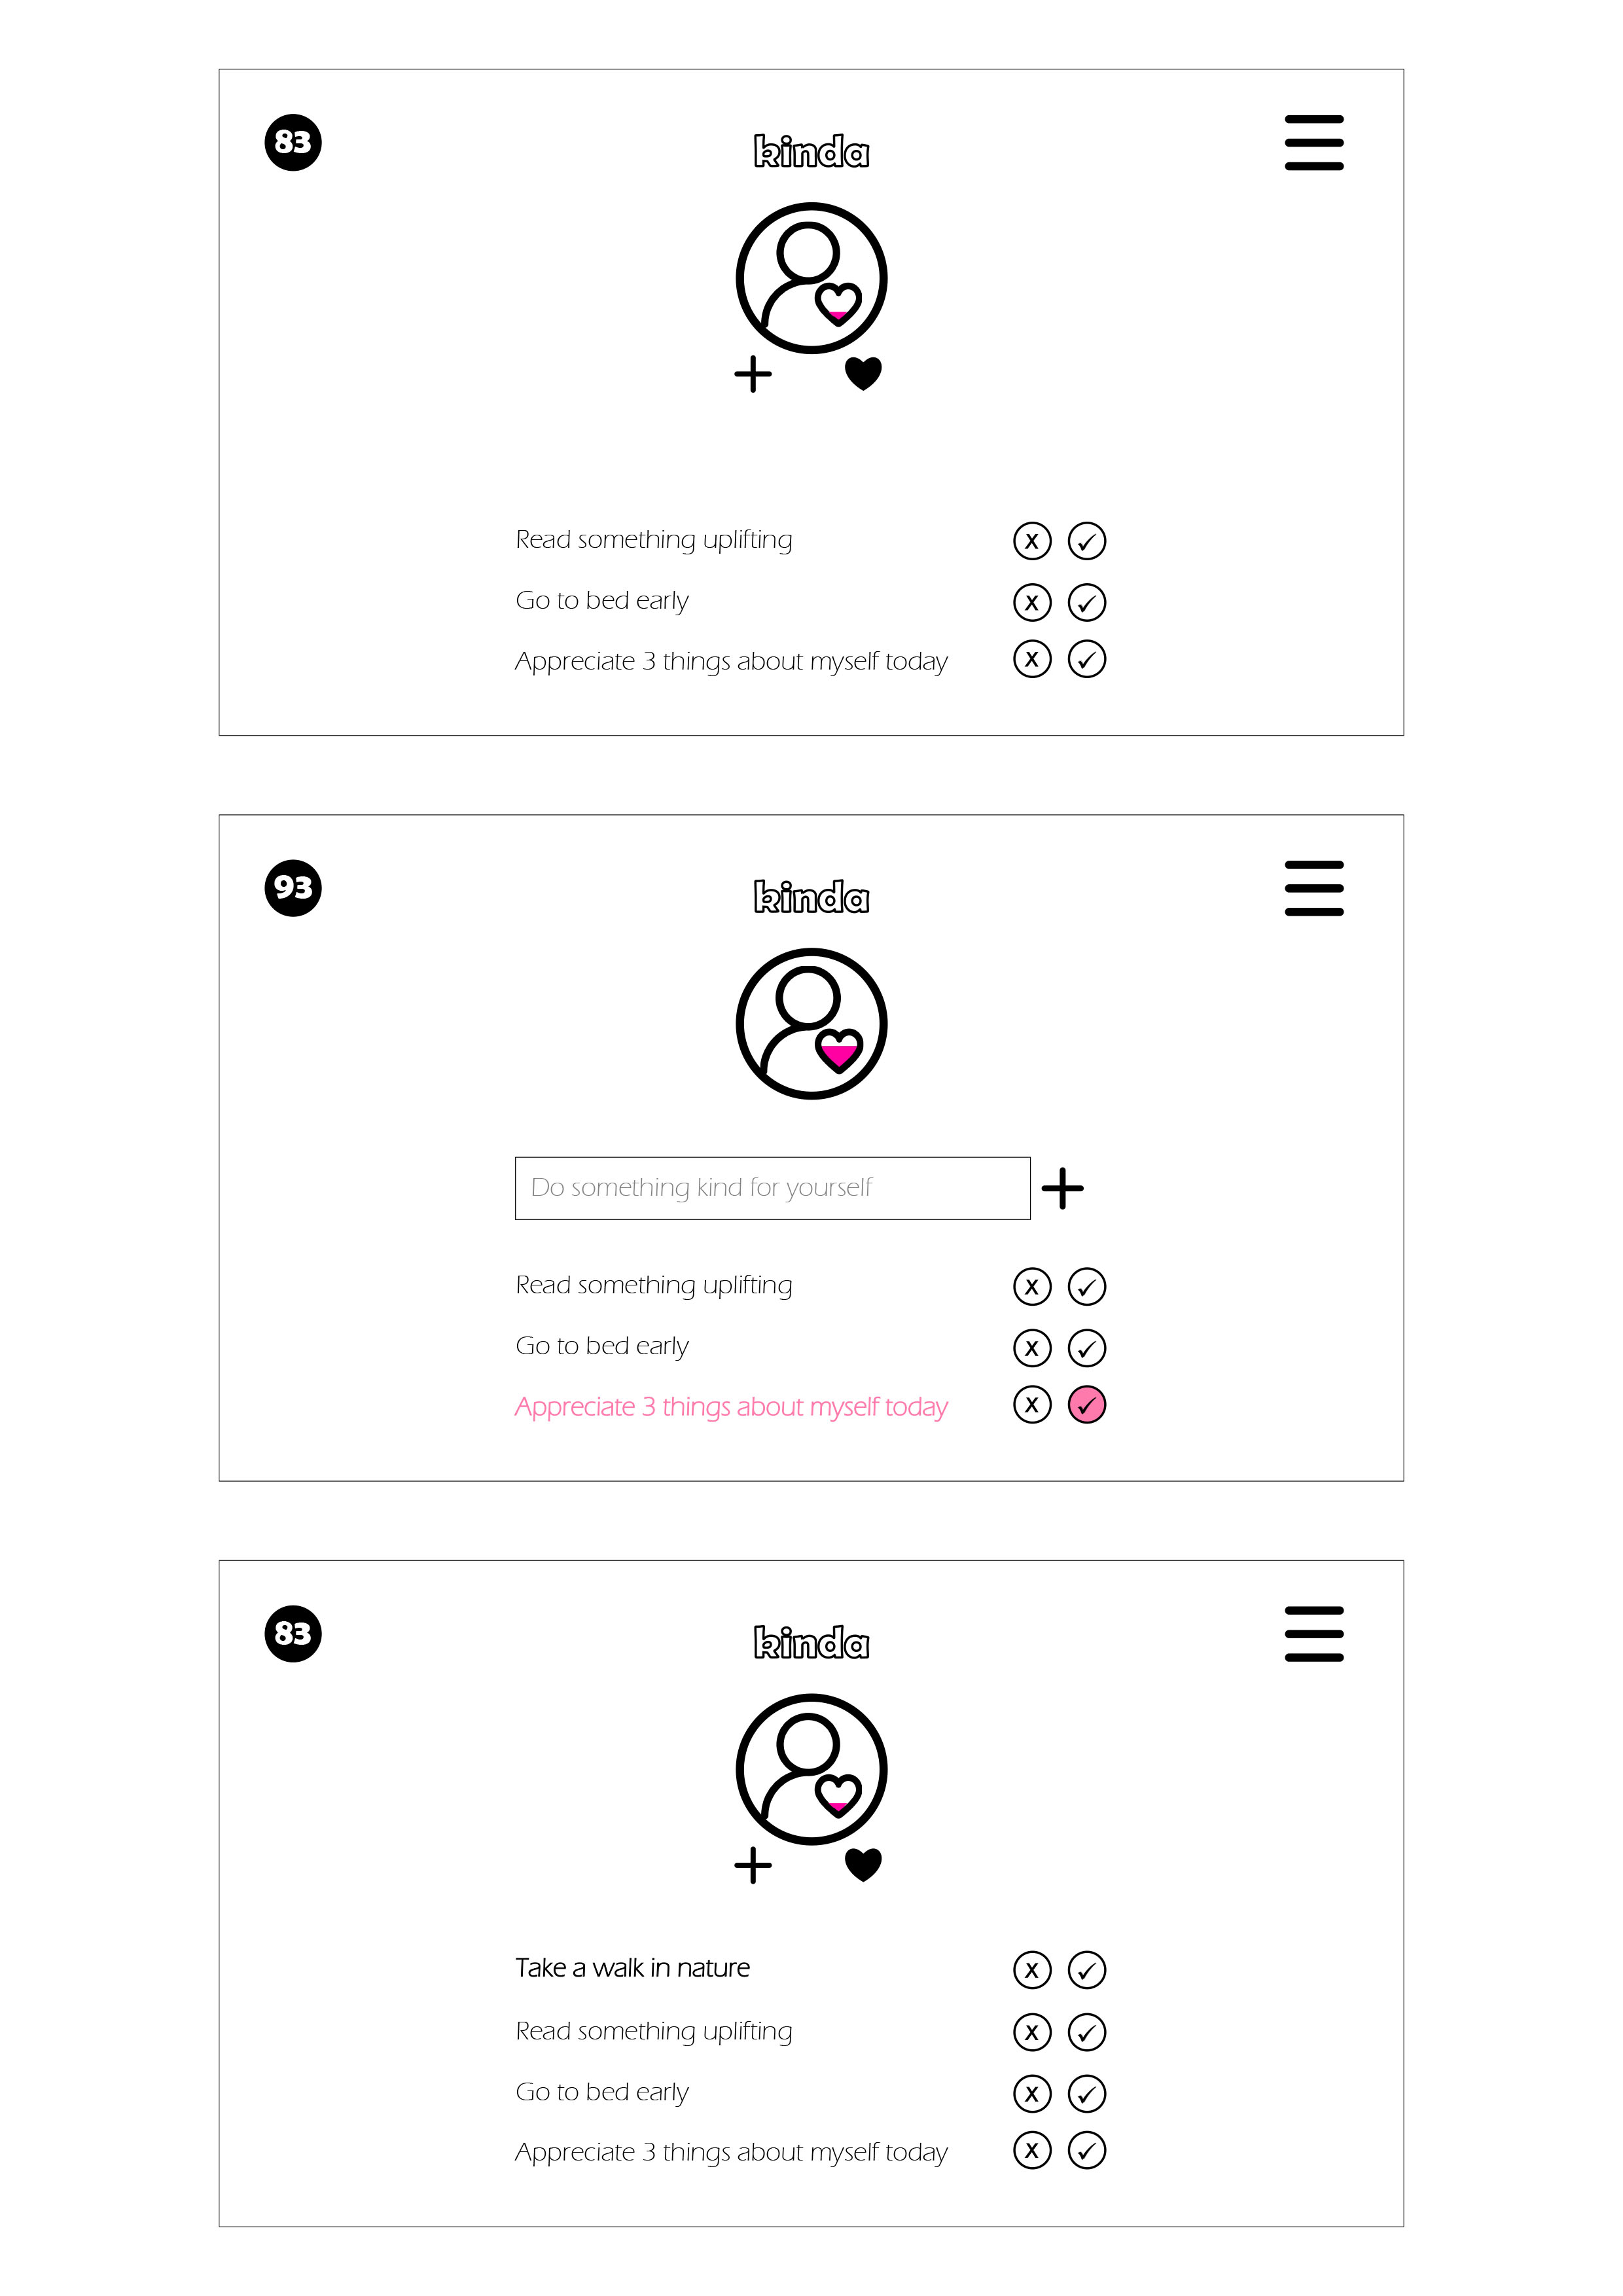 83
kinda
Read something uplifting
X ✓
Go to bed early
X ✓
Appreciate 3 things about myself today
X ✓
93
kinda
Do something kind for yourself
Read something uplifting
X ✓
Go to bed early
X ✓
Appreciate 3 things about myself today
X ✓
83
kinda
Take a walk in nature
X ✓
Read something uplifting
X ✓
Go to bed early
X ✓
Appreciate 3 things about myself today
X ✓